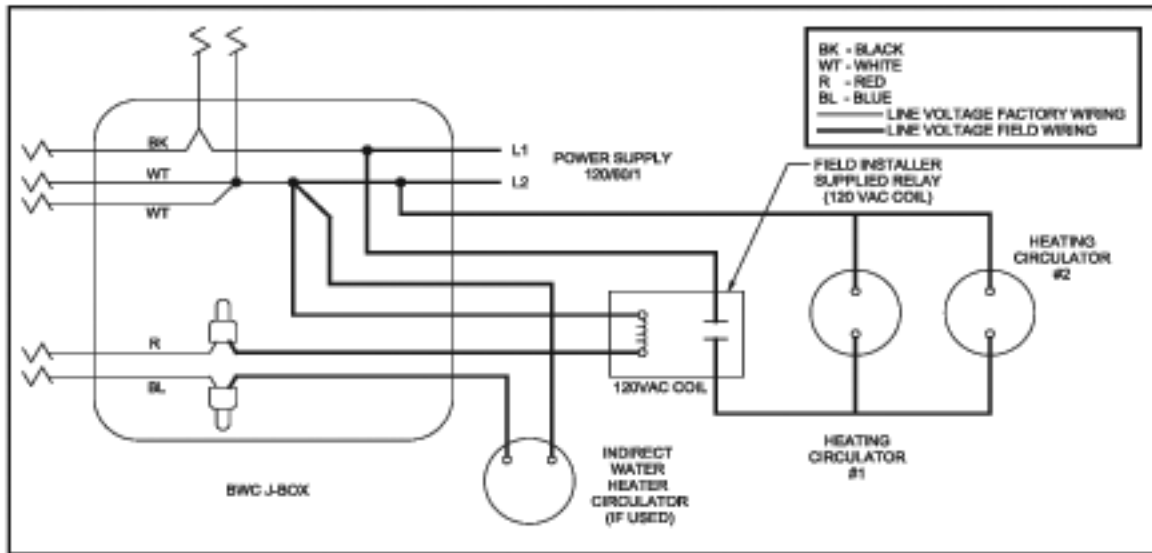 BK - BLACK
WT - WHITE
R - RED
BL - BLUE
LINE VOLTAGE FACTORY WIRING
LINE VOLTAGE FIELD WIRING
BK
L1
POWER SUPPLY
120/60/1
WT
L2
WT
FIELD INSTALLER
SUPPLIED RELAY
(120 VAC COIL)
HEATING
CIRCULATOR
#2
R
BL
120VAC COIL
HEATING
CIRCULATOR
#1
INDIRECT
WATER
HEATER
CIRCULATOR
(IF USED)
BWC J-BOX